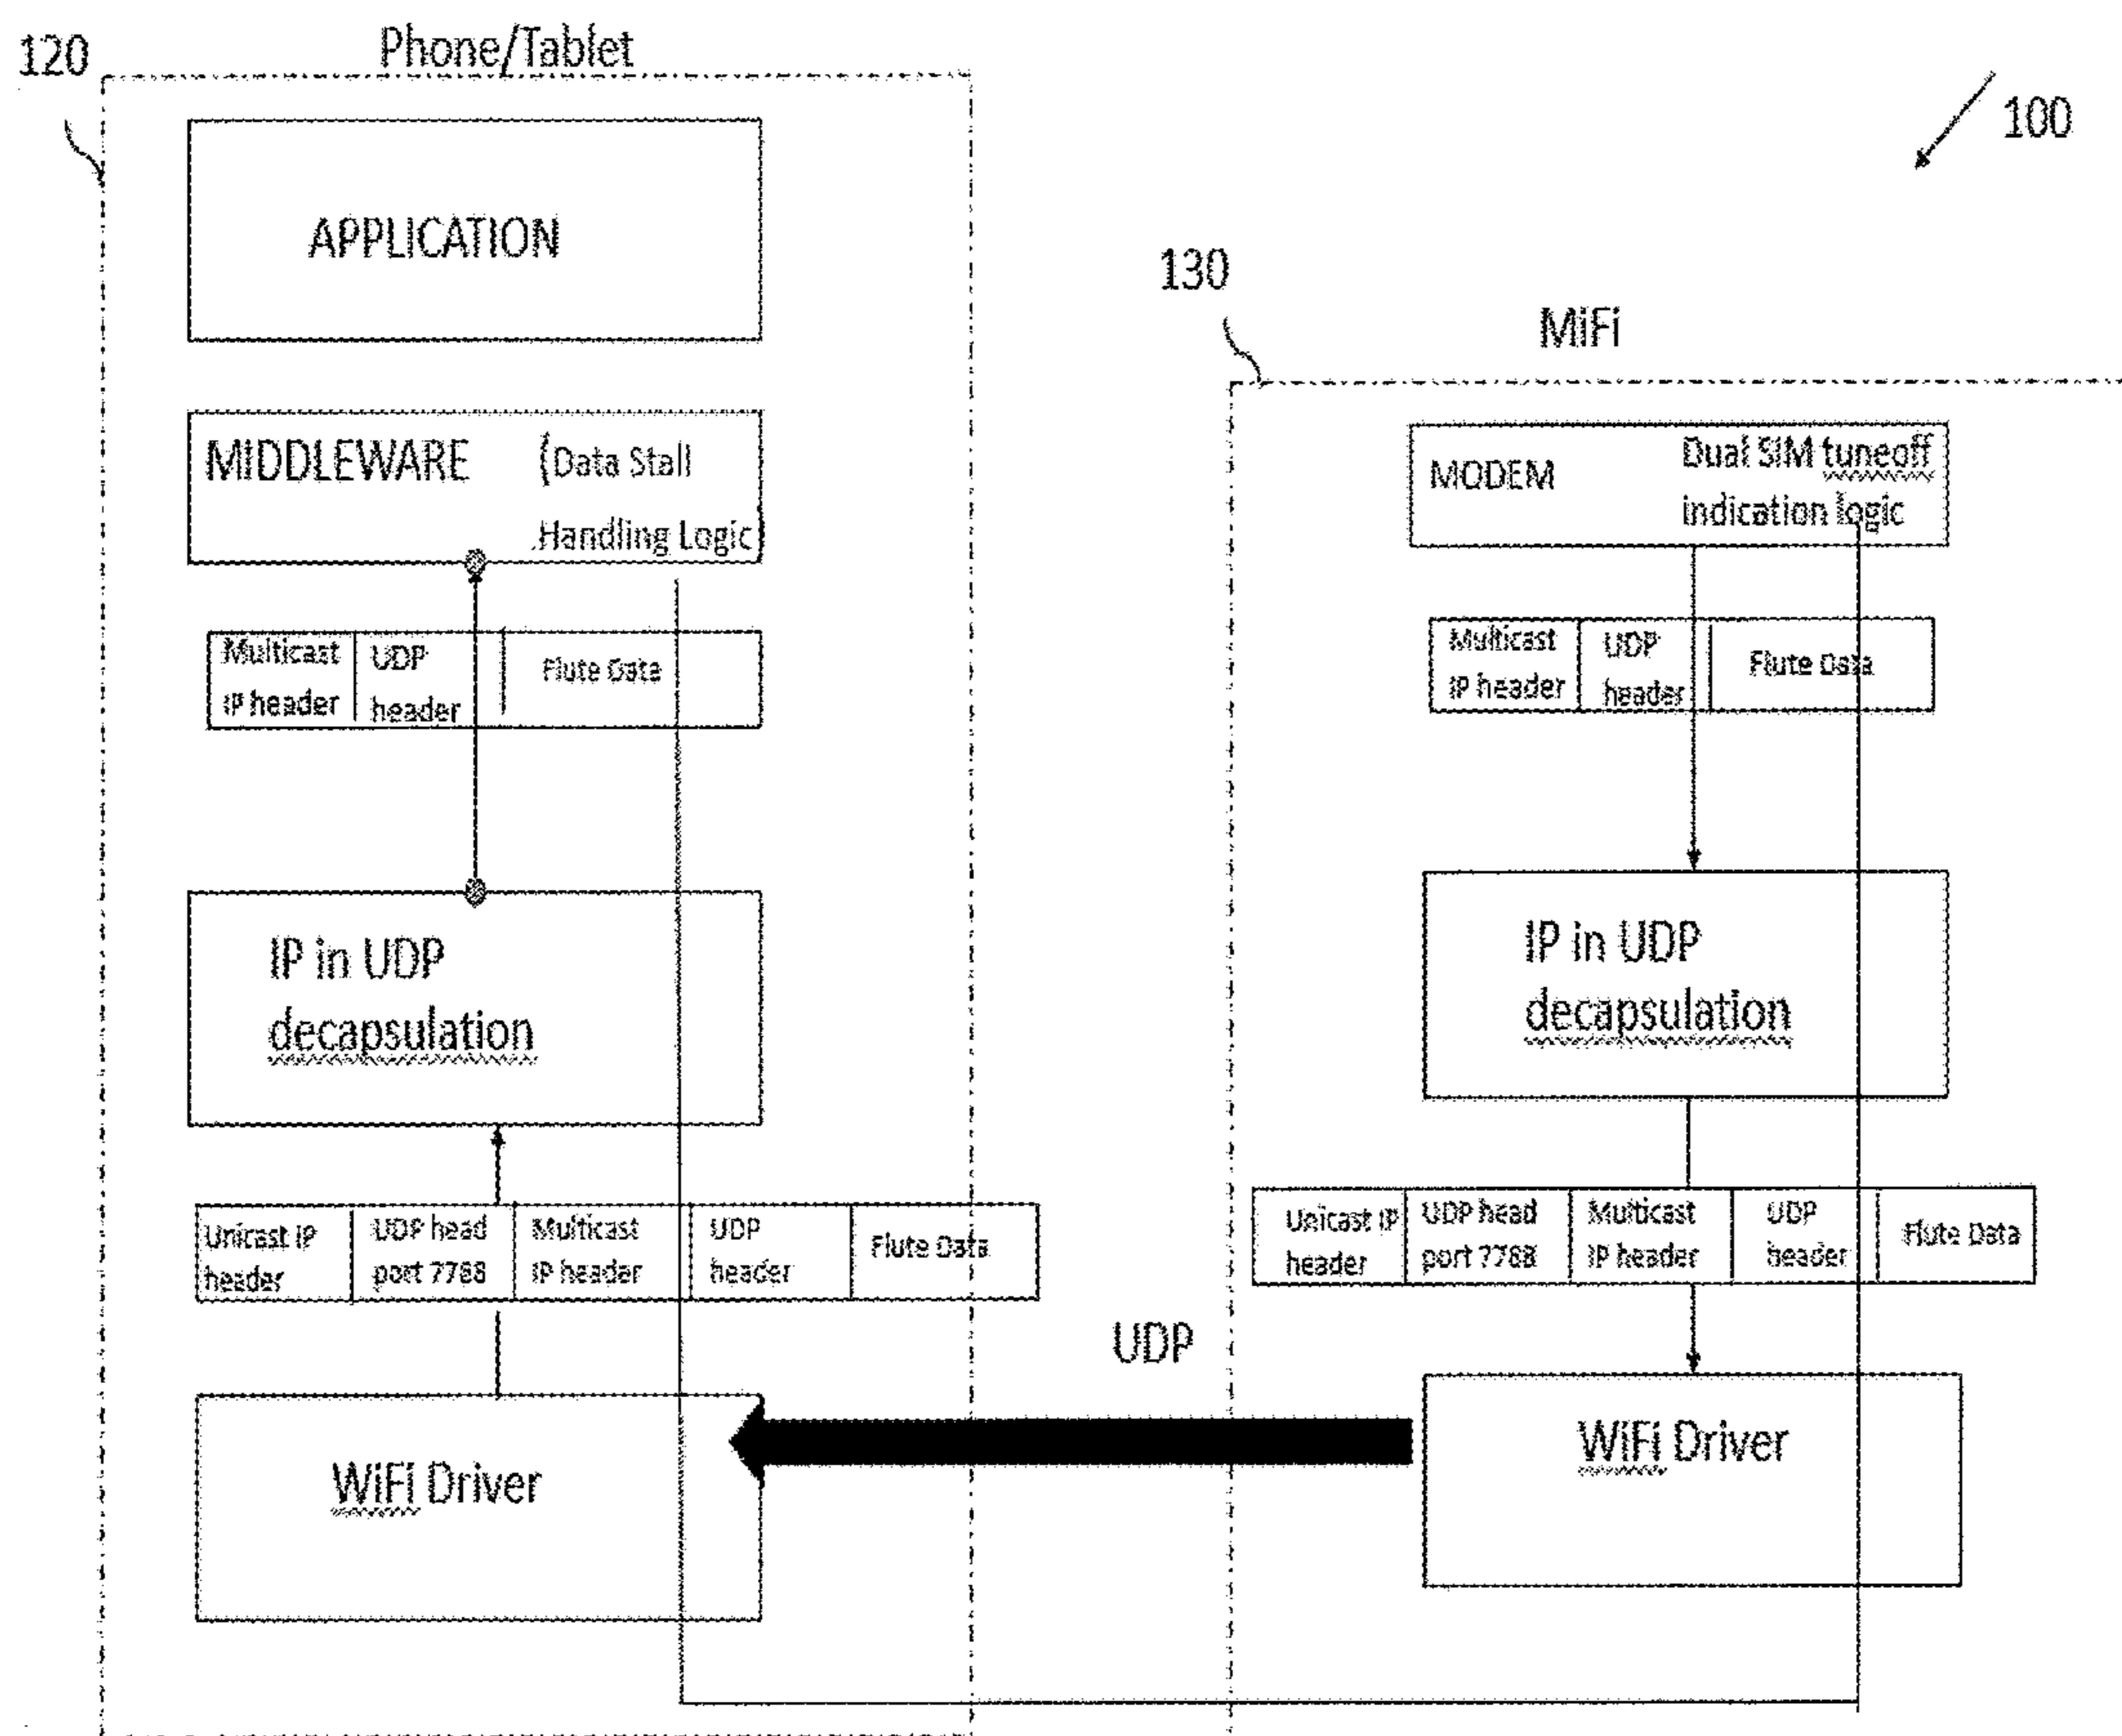 120
Phone/Tablet
100
APPLICATION
130
MiFi
MIDDLEWARE (Data Stall
Handling Logic
MODEM
Dual SIM tuneoff
indication logic
Multicast
IP header
UDP
header
Flute Data
Multicast
IP header
UDP
header
Flute Data
IP in UDP
decapsulation
IP in UDP
decapsulation
Unicast IP
header
UDP head
port 7788
Multicast
IP header
UDP
header
Flute Data
Unicast IP
header
UDP head
port 7788
Multicast
IP header
UDP
header
Flute Data
UDP
WiFi Driver
WiFi Driver